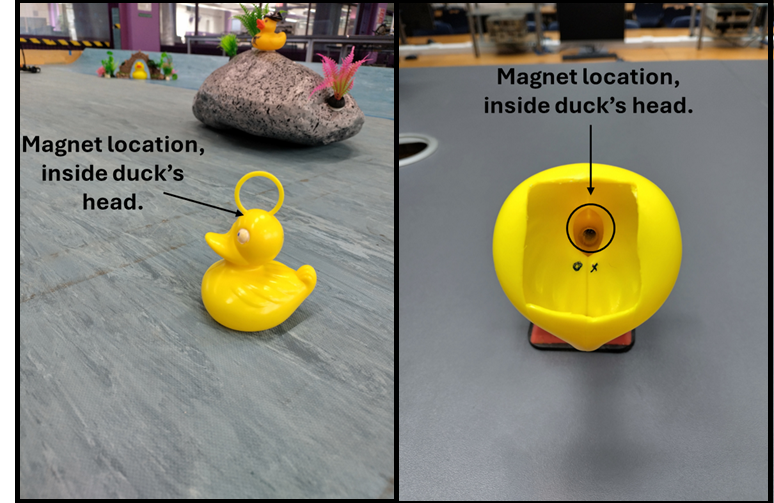 Magnet location,
inside duck's
head.
Magnet location,
inside duck's head.
o x